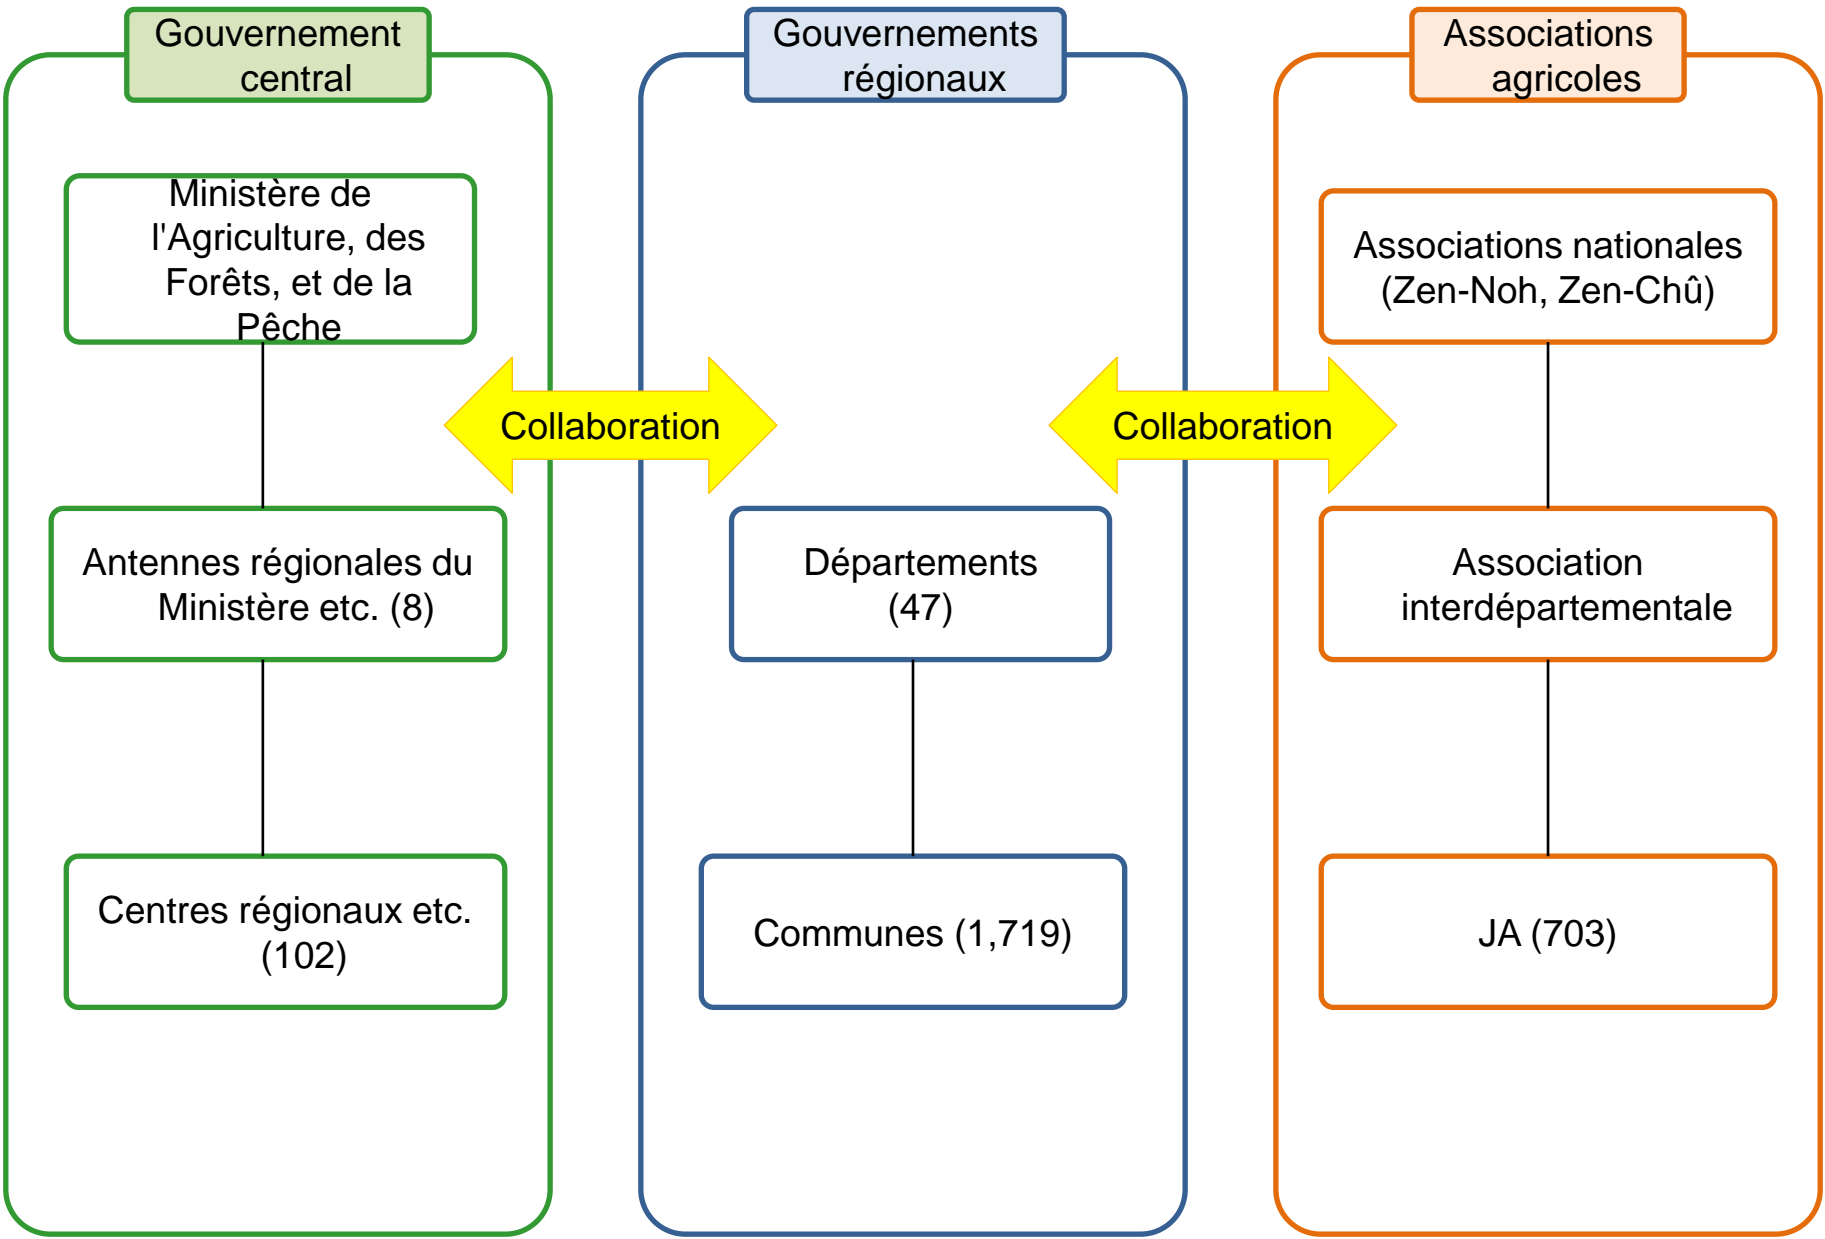 Gouvernement
central
Ministère de
l'Agriculture, des
Forêts, et de la
Pêche
Antennes régionales du
Ministère etc. (8)
Centres régionaux etc.
(102)
Collaboration
Gouvernements
régionaux
Départements
(47)
Communes (1,719)
Collaboration
Associations
agricoles
Associations nationales
(Zen-Noh, Zen-Chû)
Association
interdépartementale
JA (703)